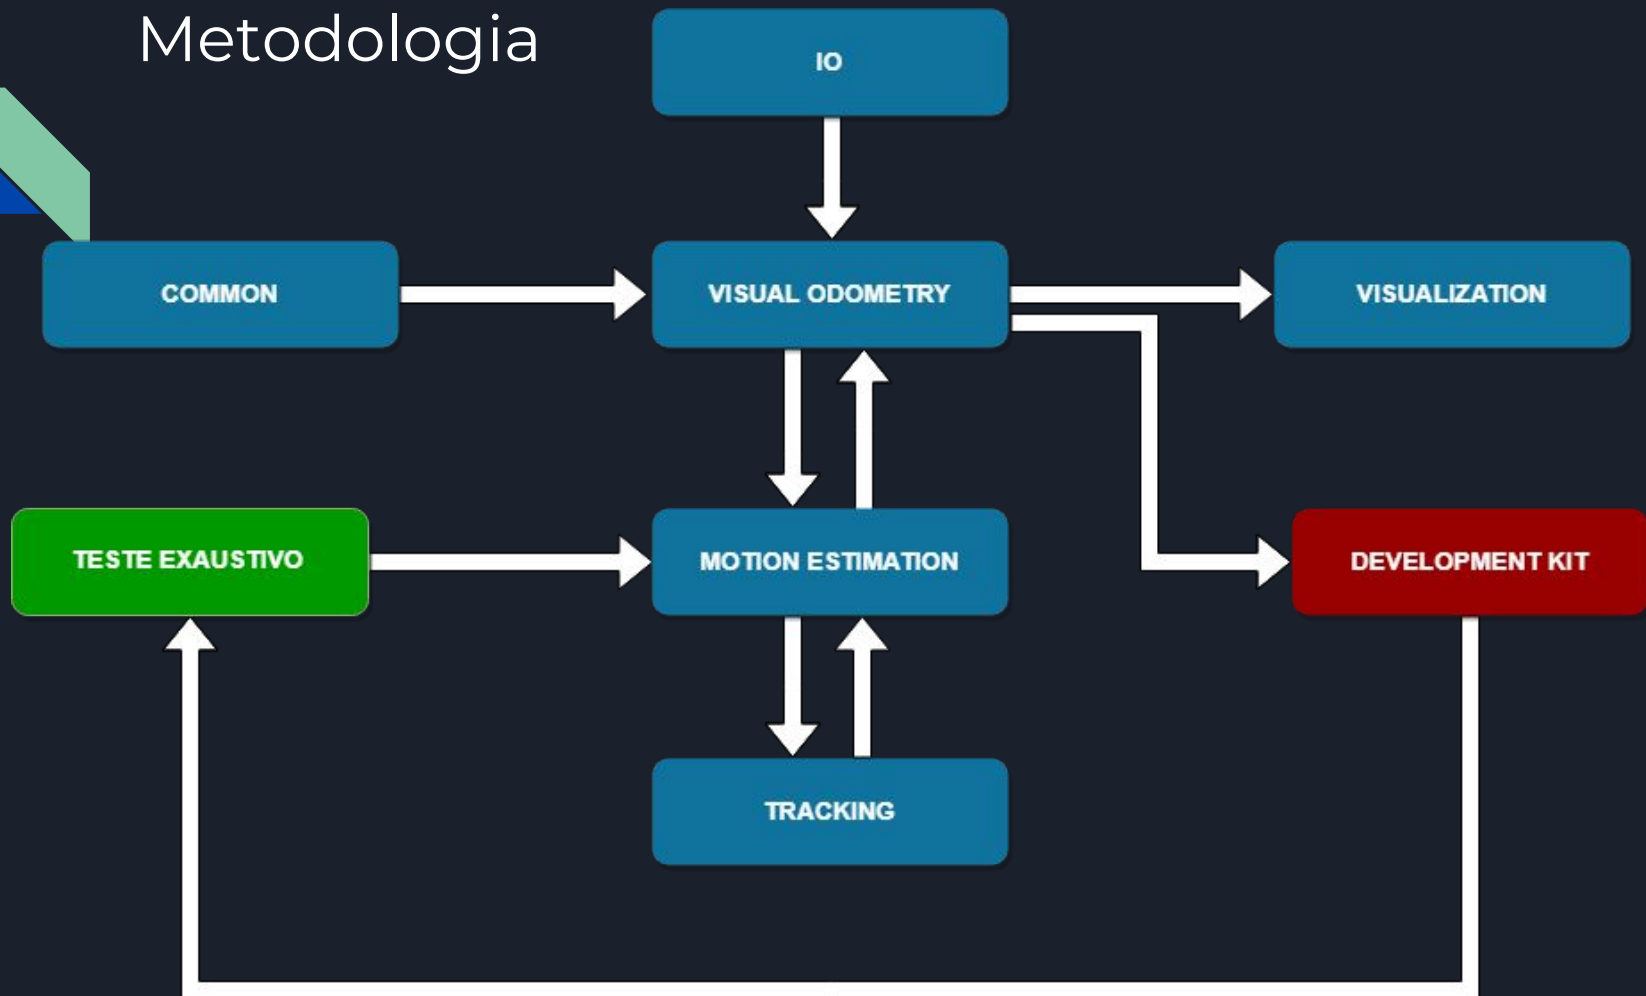 Metodologia
IO
COMMON
VISUAL ODOMETRY
VISUALIZATION
TESTE EXAUSTIVO
MOTION ESTIMATION
DEVELOPMENT KIT
TRACKING